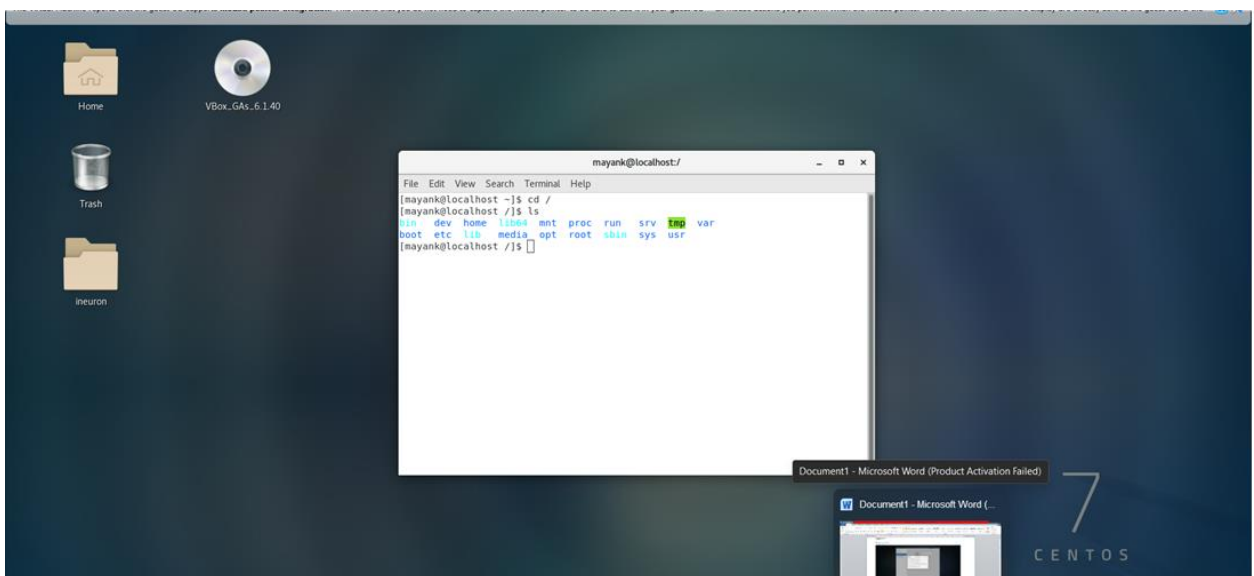 Home
VBox_GAs_6.1.40
Trash
ineuron
mayank@localhost:/
File Edit View Search Terminal Help
[mayank@localhost ~]$ cd /
[mayank@localhost /]$ ls
bin dev home lib64 mnt proc run srv tmp var
boot etc lib media opt root sbin sys usr
[mayank@localhost /]$
Document1 - Microsoft Word (Product Activation Failed)
Document1 - Microsoft Word (...
7
CENTOS